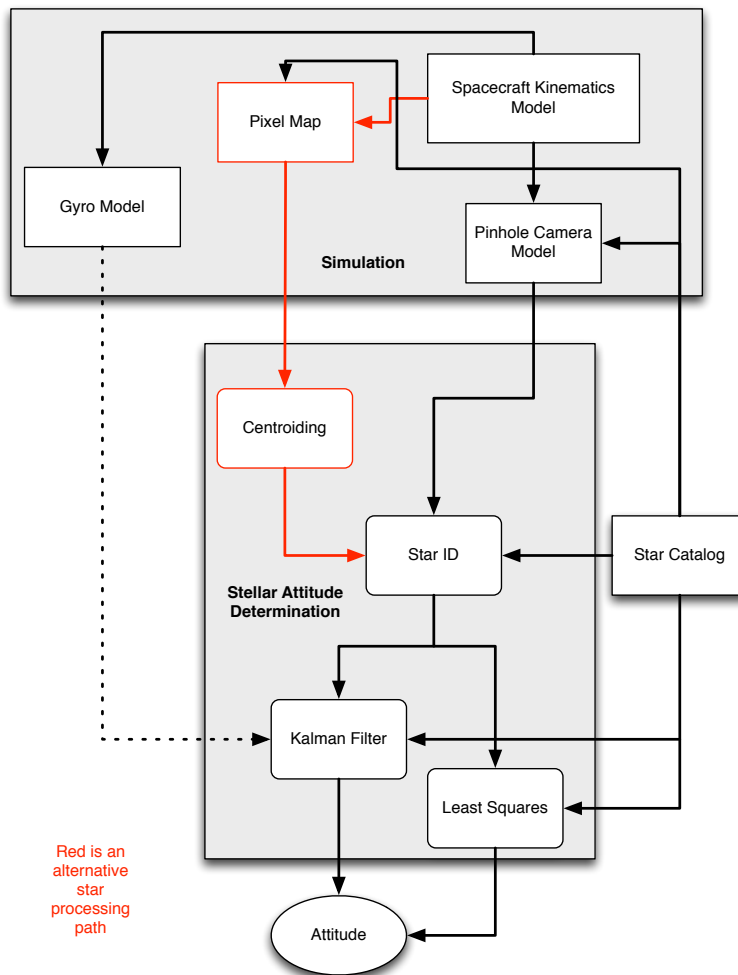 Spacecraft Kinematics
Model
Pixel Map
Gyro Model
Pinhole Camera
Model
Simulation
Centroiding
Star ID
Star Catalog
Stellar Attitude
Determination
Kalman Filter
Least Squares
Red is an
alternative
star
processing
path
Attitude